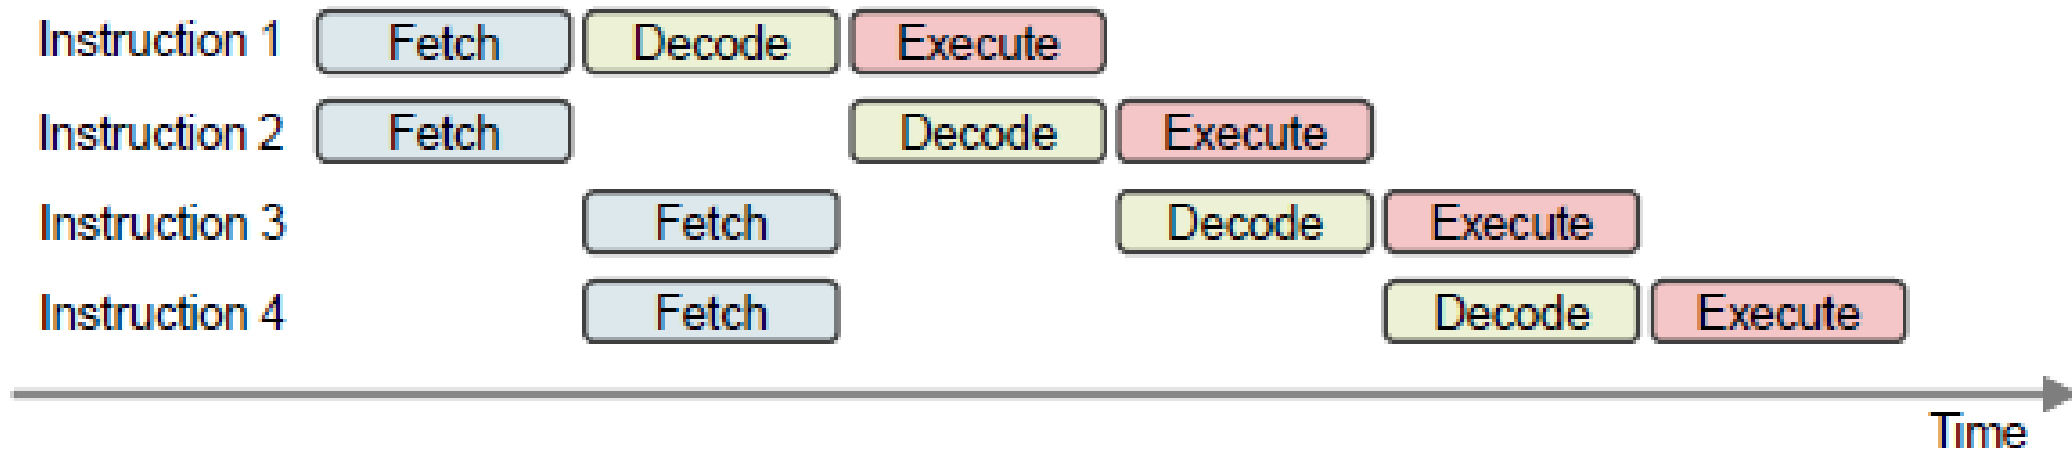 Instruction 1 Fetch Decode Execute
Instruction 2 Fetch Decode Execute
Instruction 3 Fetch Decode Execute
Instruction 4 Fetch Decode Execute
Time